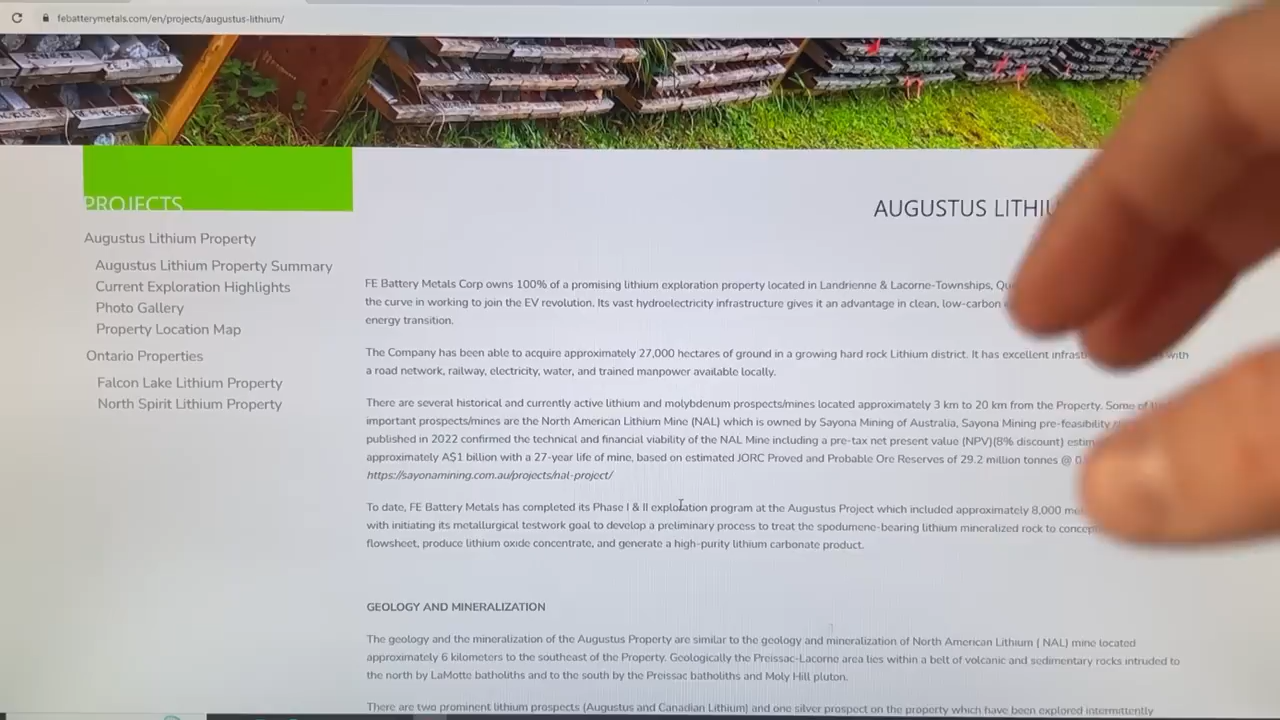 febatterymetals.com/en/projects/augustus-lithium/
PROJECTS
Augustus Lithium Property
Augustus Lithium Property Summary
Current Exploration Highlights
Photo Gallery
Property Location Map
Ontario Properties
Falcon Lake Lithium Property
North Spirit Lithium Property
AUGUSTUS LITHIU
FE Battery Metals Corp owns 100% of a promising lithium exploration property located in Landrienne & Lacorne-Townships, Qu
the curve in working to join the EV revolution. Its vast hydroelectricity infrastructure gives it an advantage in clean, low-carbon
energy transition.
The Company has been able to acquire approximately 27,000 hectares of ground in a growing hard rock Lithium district. It has excellent infrast with
a road network, railway, electricity, water, and trained manpower available locally.
There are several historical and currently active lithium and molybdenum prospects/mines located approximately 3 km to 20 km from the Property. Some of
important prospects/mines are the North American Lithium Mine (NAL) which is owned by Sayona Mining of Australia, Sayona Mining pre-feasibility
published in 2022 confirmed the technical and financial viability of the NAL Mine including a pre-tax net present value (NPV)(8% discount) estim
approximately A$1 billion with a 27-year life of mine, based on estimated JORC Proved and Probable Ore Reserves of 29.2 million tonnes @ 0.
https://sayonamining.com.au/projects/nal-project/
To date, FE Battery Metals has completed its Phase I & II exploration program at the Augustus Project which included approximately 8,000 me
with initiating its metallurgical testwork goal to develop a preliminary process to treat the spodumene-bearing lithium mineralized rock to concep
flowsheet, produce lithium oxide concentrate, and generate a high-purity lithium carbonate product.
GEOLOGY AND MINERALIZATION
The geology and the mineralization of the Augustus Property are similar to the geology and mineralization of North American Lithium ( NAL) mine located
approximately 6 kilometers to the southeast of the Property. Geologically the Preissac-Lacorne area lies within a belt of volcanic and sedimentary rocks intruded to
the north by LaMotte batholiths and to the south by the Preissac batholiths and Moly Hill pluton.
There are two prominent lithium prospects (Augustus and Canadian Lithium) and one silver prospect on the property which have been explored intermittently